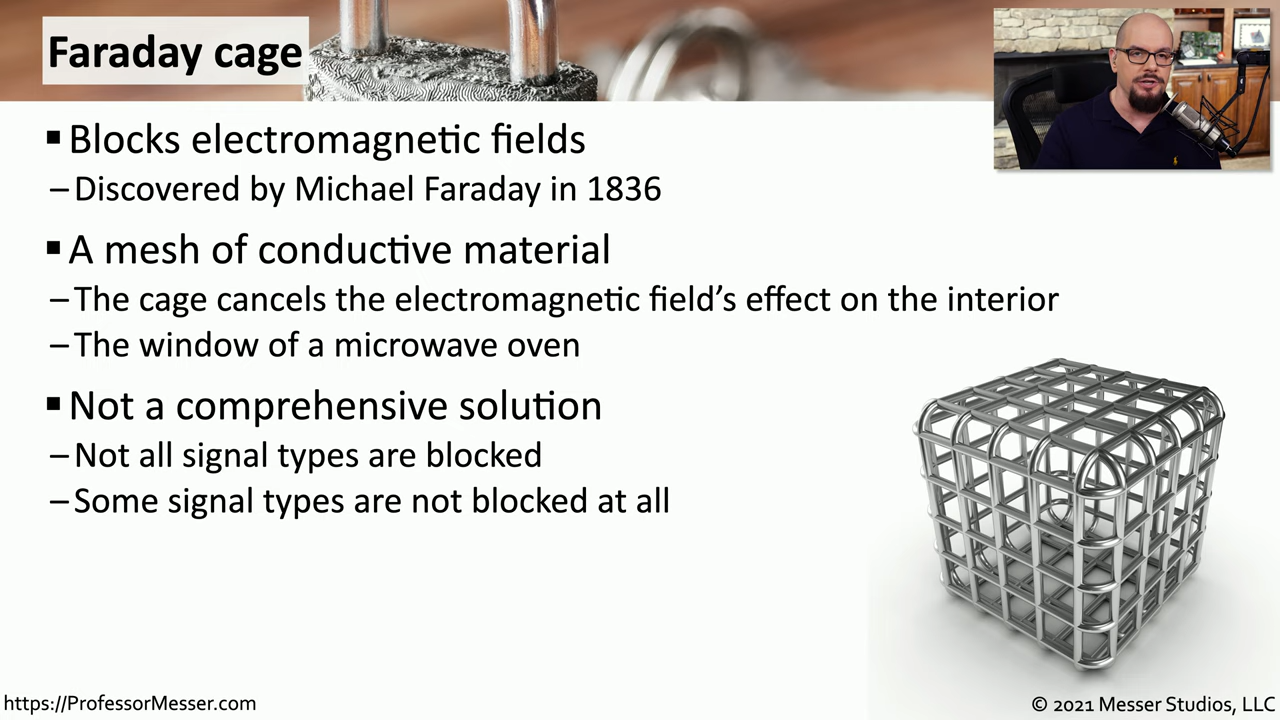 Faraday cage
▪ Blocks electromagnetic fields
– Discovered by Michael Faraday in 1836
▪ A mesh of conductive material
– The cage cancels the electromagnetic field’s effect on the interior
– The window of a microwave oven
▪ Not a comprehensive solution
– Not all signal types are blocked
– Some signal types are not blocked at all
https://ProfessorMesser.com
© 2021 Messer Studios, LLC